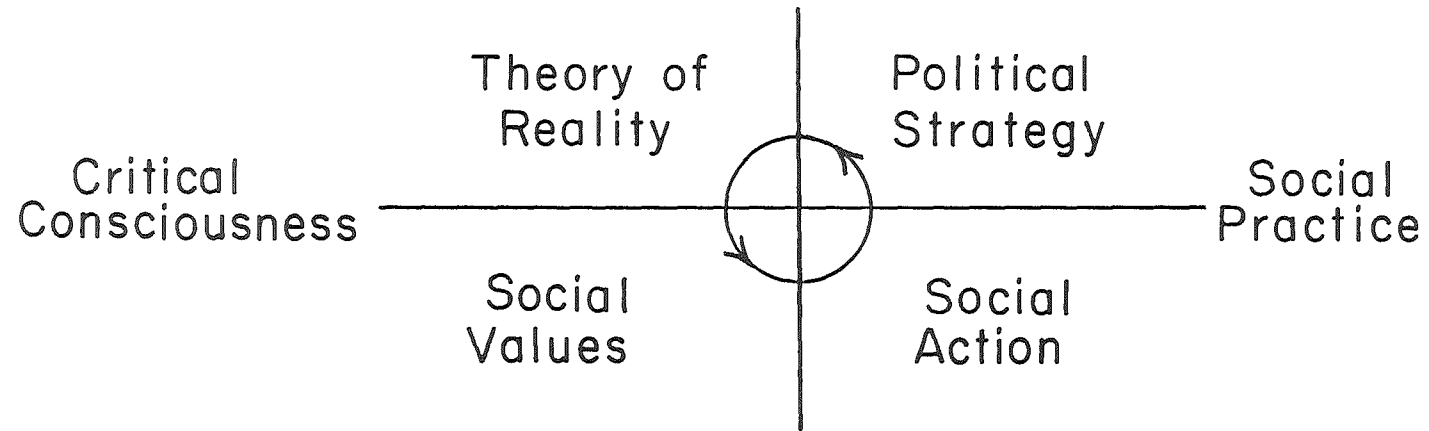 Theory of
Reality
Political
Strategy
Critical
Consciousness
Social
Practice
Social
Values
Social
Action